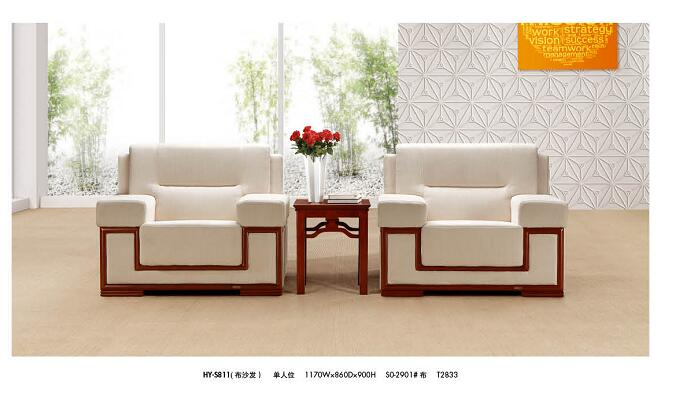 work strategy
vision success
teamwork
management
HY-S811(布沙发) 单人位 1170W×860D×900H SO-2901#布 T2833